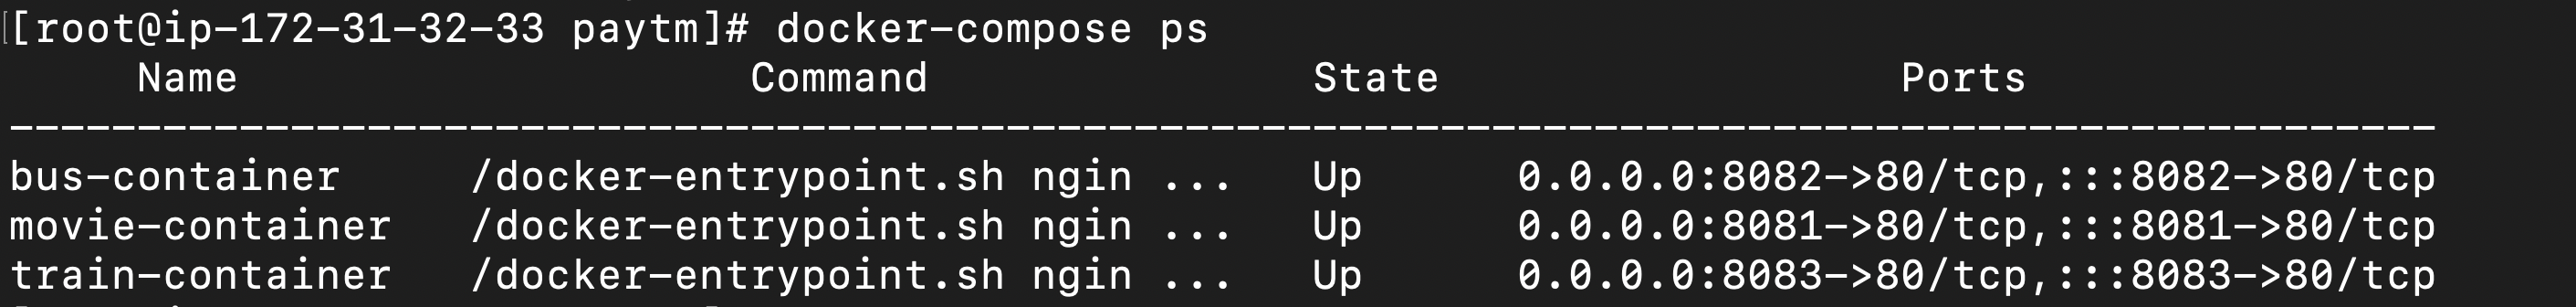 [root@ip-172-31-32-33 paytm]# docker-compose ps
Name Command State Ports
--------------------------------------------------------------------------------------------
bus-container /docker-entrypoint.sh ngin ... Up 0.0.0.0:8082->80/tcp,:::8082->80/tcp
movie-container /docker-entrypoint.sh ngin ... Up 0.0.0.0:8081->80/tcp,:::8081->80/tcp
train-container /docker-entrypoint.sh ngin ... Up 0.0.0.0:8083->80/tcp,:::8083->80/tcp